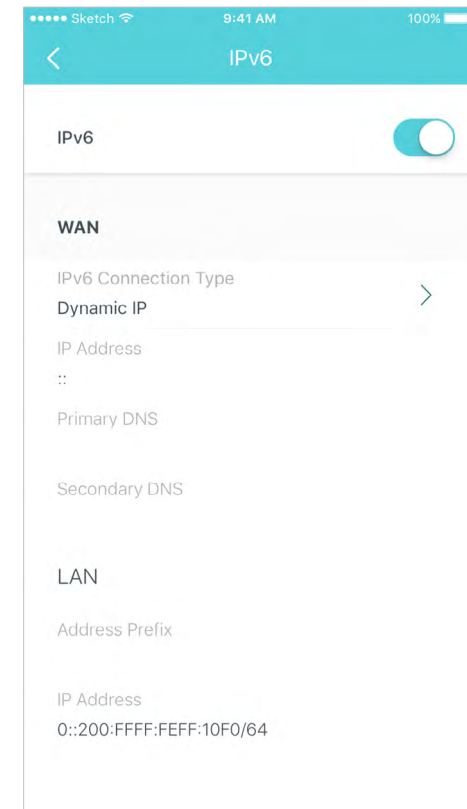 Sketch 9:41 AM 100%
IPv6
IPv6
WAN
IPv6 Connection Type
Dynamic IP
IP Address
::
Primary DNS
Secondary DNS
LAN
Address Prefix
IP Address
0::200:FFFF:FEFF:10F0/64